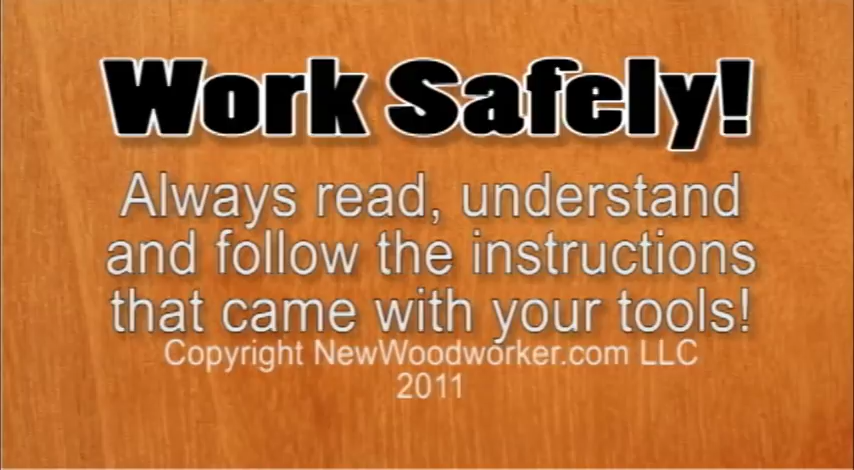 Work Safely!
Always read, understand
and follow the instructions
that came with your tools!
Copyright NewWoodworker.com LLC
2011